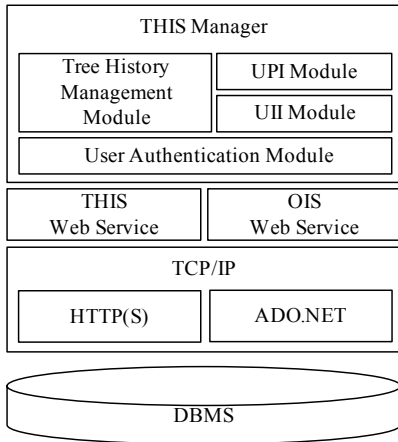 THIS Manager
Tree History
Management
Module
UPI Module
UII Module
User Authentication Module
THIS
Web Service
OIS
Web Service
TCP/IP
HTTP(S)
ADO.NET
DBMS